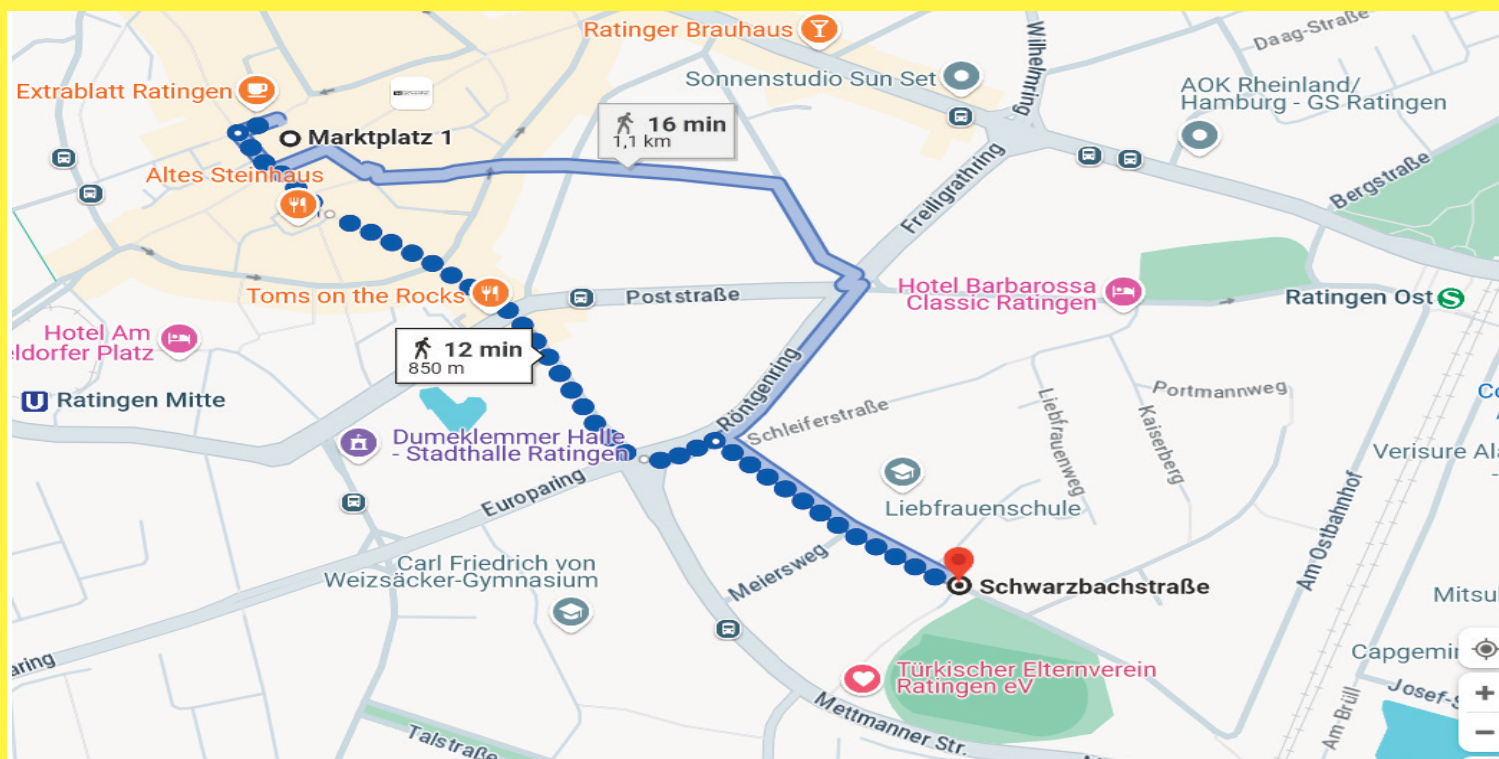 Ratinger Brauhaus
Wilhelmring
Daag-Straße
Sonnenstudio Sun Set
AOK Rheinland/
Hamburg - GS Ratingen
Extrablatt Ratingen
16 min
1,1 km
Marktplatz 1
Altes Steinhaus
Freiligrathring
Bergstraße
Toms on the Rocks
Poststraße
Hotel Barbarossa
Classic Ratingen
Ratingen Ost
S
Hotel Am
eldorfer Platz
12 min
850 m
U Ratingen Mitte
Röntgenring
Schleiferstraße
Portmannweg
Liebfrauenweg
Kaiserberg
Co
Dumeklemmer Halle
- Stadthalle Ratingen
Verisure Ala
Europaring
Liebfrauenschule
Am Ostbahnhof
Carl Friedrich von
Weizsäcker-Gymnasium
Meiersweg
Schwarzbachstraße
Mitsub
aring
Türkischer Elternverein
Ratingen eV
Capgemin
Josef-S
Mettmanner Str.
Am Brüll
Talstraße